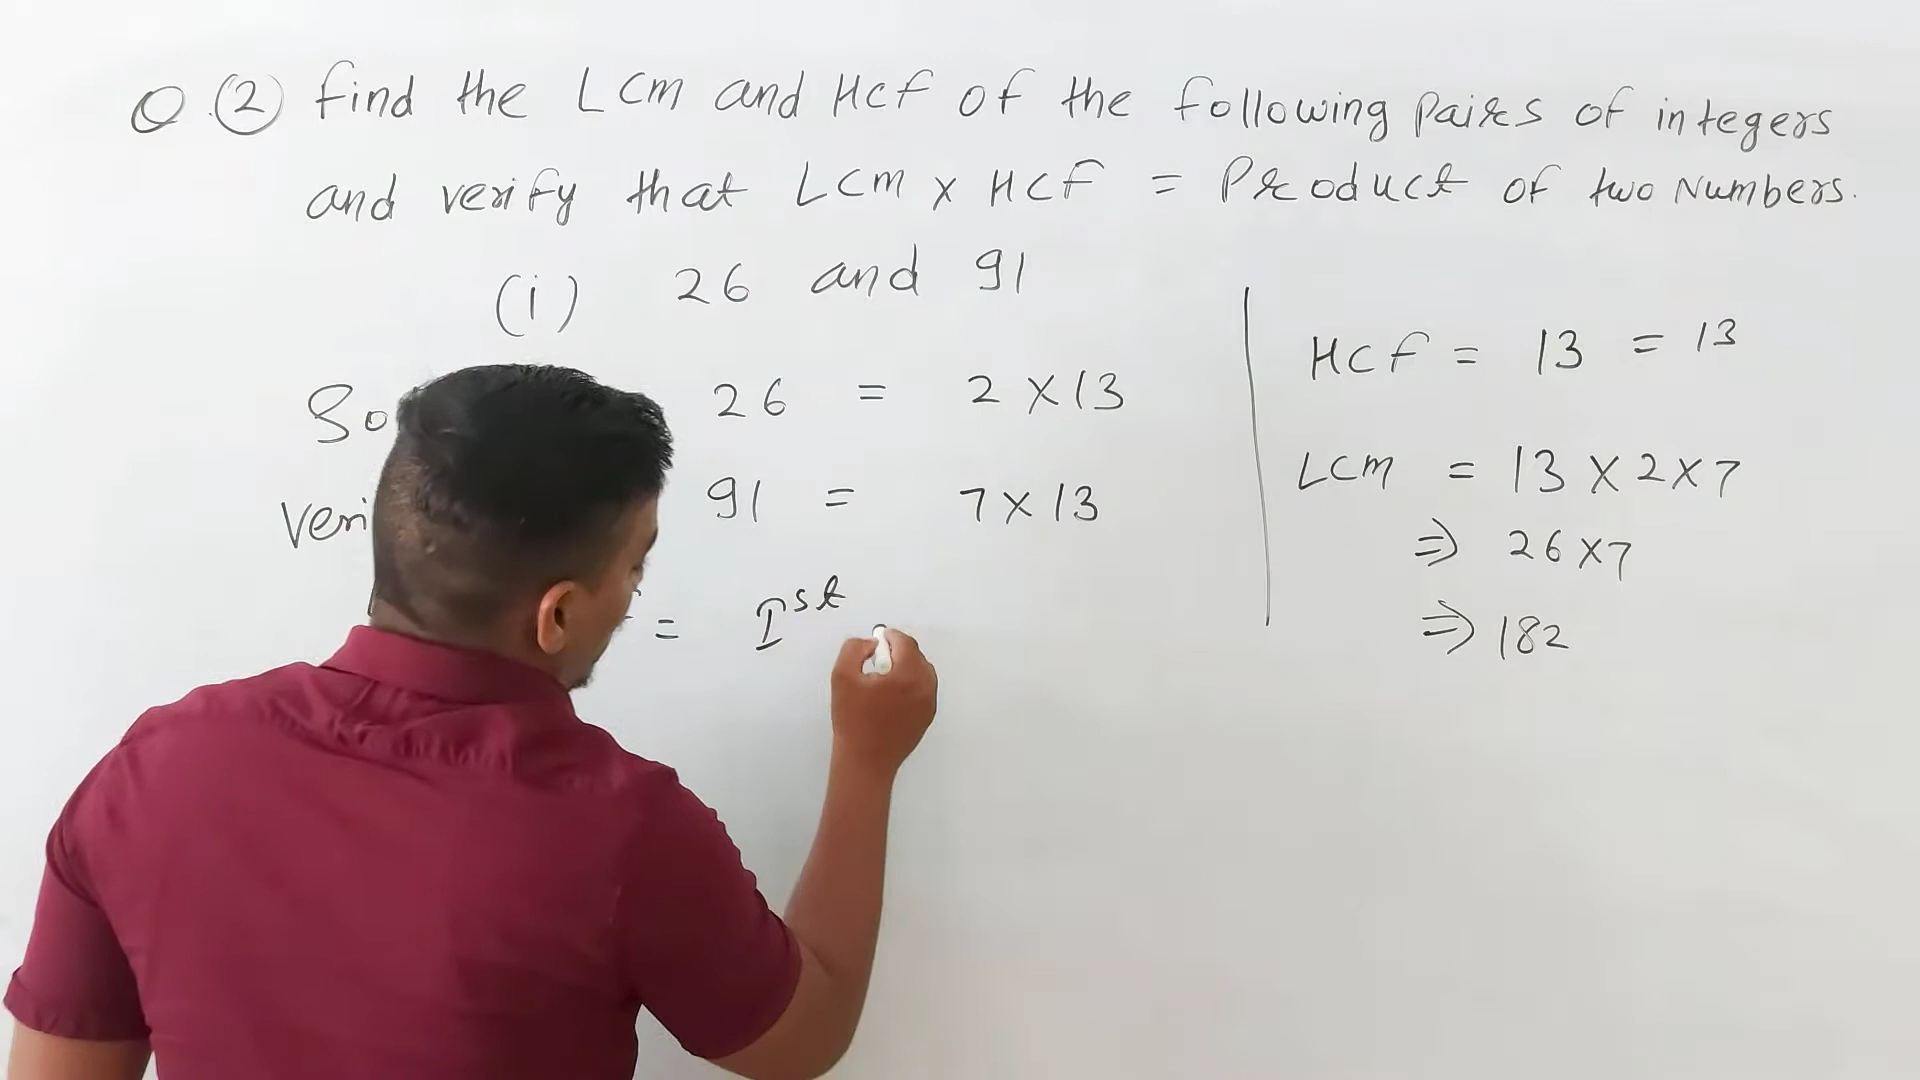 Q.(2) find the LCM and HCF of the following pairs of integers
and verify that LCM x HCF = Product of two Numbers.
(i) 26 and 91
26 = 2 X 13
91 = 7 X 13
= Ist
HCF = 13 = 13
LCM = 13 X 2 X 7
⇒ 26 X 7
⇒ 182